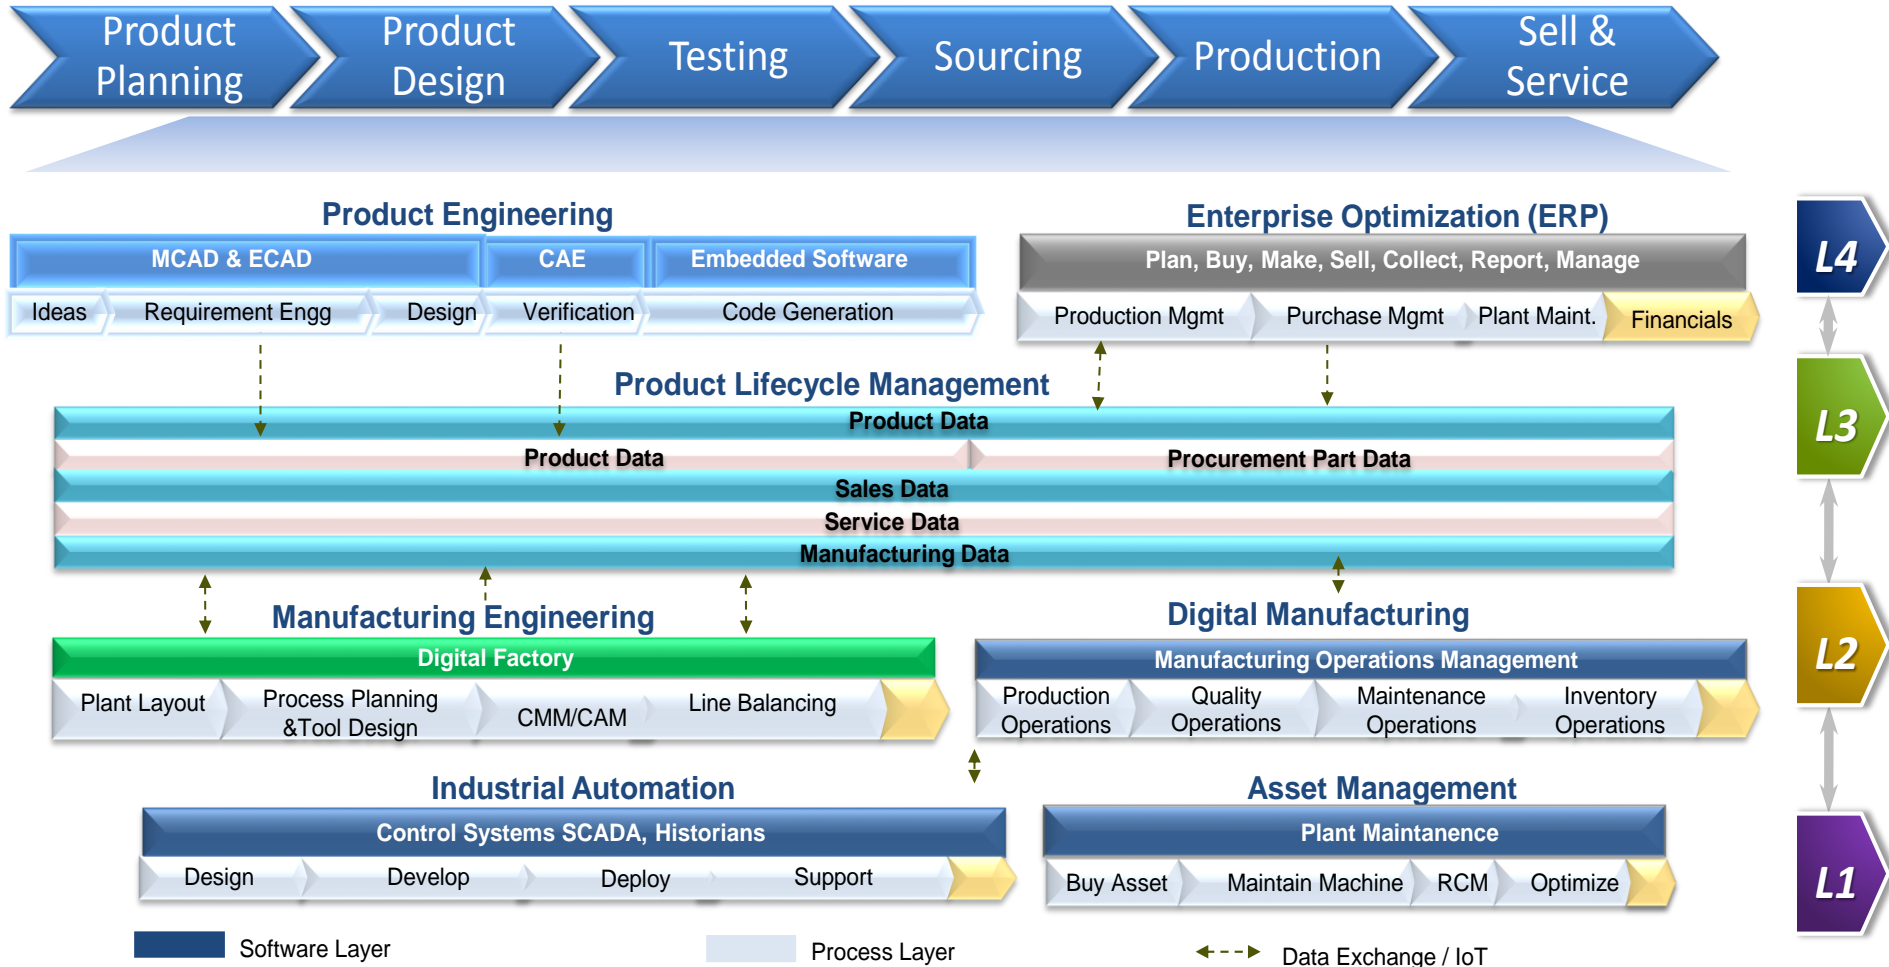 Product
Planning
Product
Design
Testing
Sourcing
Production
Sell &
Service
Product Engineering
Enterprise Optimization (ERP)
L4
MCAD & ECAD
CAE
Embedded Software
Plan, Buy, Make, Sell, Collect, Report, Manage
Ideas
Requirement Engg
Design
Verification
Code Generation
Production Mgmt
Purchase Mgmt
Plant Maint.
Financials
Product Lifecycle Management
L3
Product Data
Product Data
Procurement Part Data
Sales Data
Service Data
Manufacturing Data
Manufacturing Engineering
Digital Manufacturing
L2
Digital Factory
Manufacturing Operations Management
Plant Layout
Process Planning
&Tool Design
CMM/CAM
Line Balancing
Production
Operations
Quality
Operations
Maintenance
Operations
Inventory
Operations
Industrial Automation
Asset Management
L1
Control Systems SCADA, Historians
Plant Maintanence
Design
Develop
Deploy
Support
Buy Asset
Maintain Machine
RCM
Optimize
Software Layer
Process Layer
Data Exchange / IoT